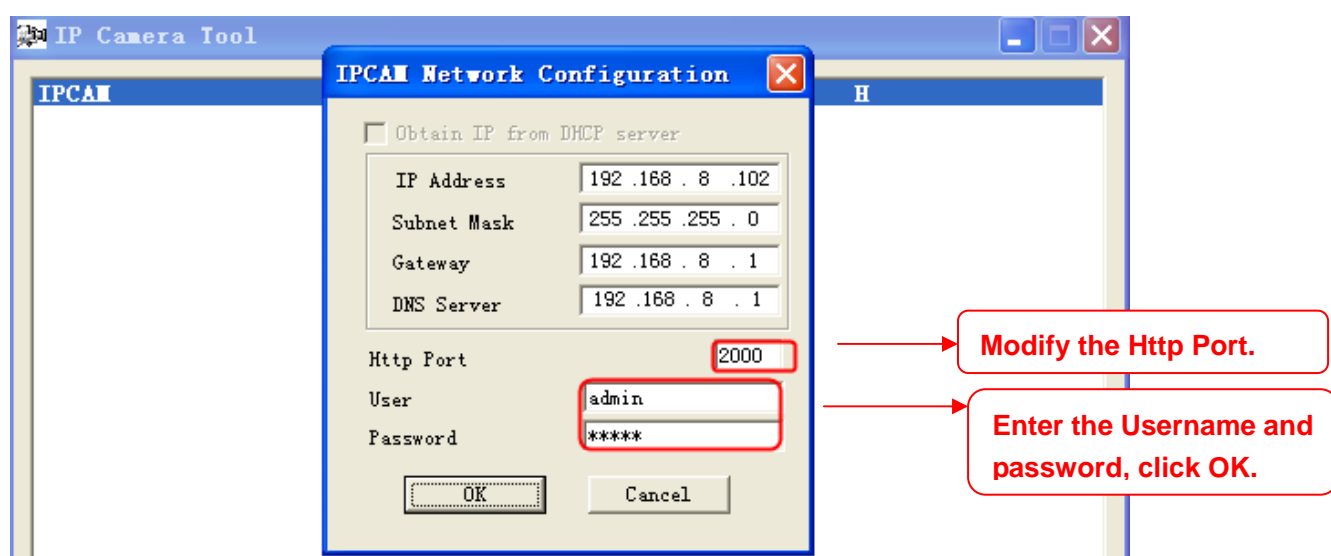 IP Camera Tool
IPCAM Network Configuration
IPCAM
H
Obtain IP from DHCP server
IP Address 192 .168 . 8 .102
Subnet Mask 255 .255 .255 . 0
Gateway 192 .168 . 8 . 1
DNS Server 192 .168 . 8 . 1
Http Port 2000
User admin
Password *****
OK Cancel
Modify the Http Port.
Enter the Username and
password, click OK.